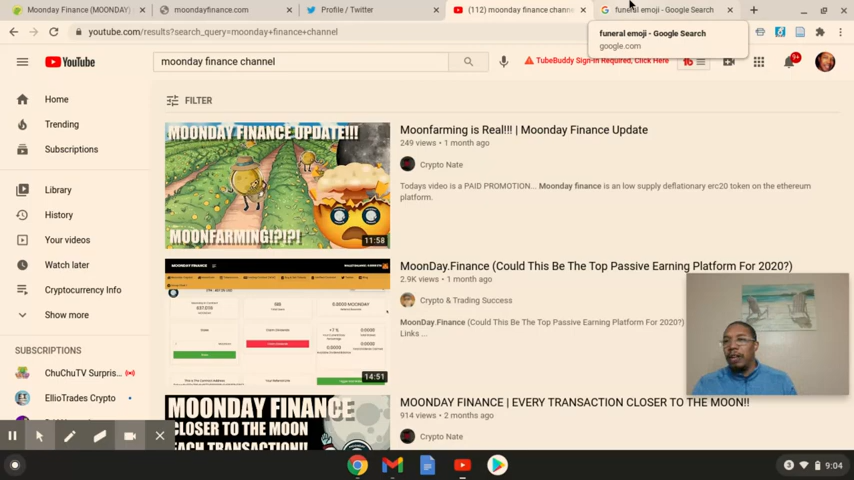 Moonday Finance (MOONDAY)
moondayfinance.com
Profile / Twitter
(112) moonday finance chann
funeral emoji - Google Search
youtube.com/results?search_query=moonday+finance+channel
funeral emoji - Google Search
google.com
YouTube
moonday finance channel
TubeBuddy Sign-In Required, Click Here
9+
Home
Trending
Subscriptions
Library
History
Your videos
Watch later
Cryptocurrency Info
Show more
SUBSCRIPTIONS
ChuChuTV Surpris...
EllioTrades Crypto
FILTER
MOONDAY FINANCE UPDATE!!!
MOONFARMING!?!?!
11:58
Moonfarming is Real!!! | Moonday Finance Update
249 views • 1 month ago
Crypto Nate
Todays video is a PAID PROMOTION... Moonday finance is an low supply deflationary erc20 token on the ethereum
platform.
14:51
MoonDay.Finance (Could This Be The Top Passive Earning Platform For 2020?)
2.9K views • 1 month ago
Crypto & Trading Success
MoonDay.Finance (Could This Be The Top Passive Earning Platform For 2020?)
Links ...
MOONDAY FINANCE
CLOSER TO THE MOON
EACH TRANSACTION!
MOONDAY FINANCE | EVERY TRANSACTION CLOSER TO THE MOON!!
914 views • 2 months ago
Crypto Nate
3
9:04